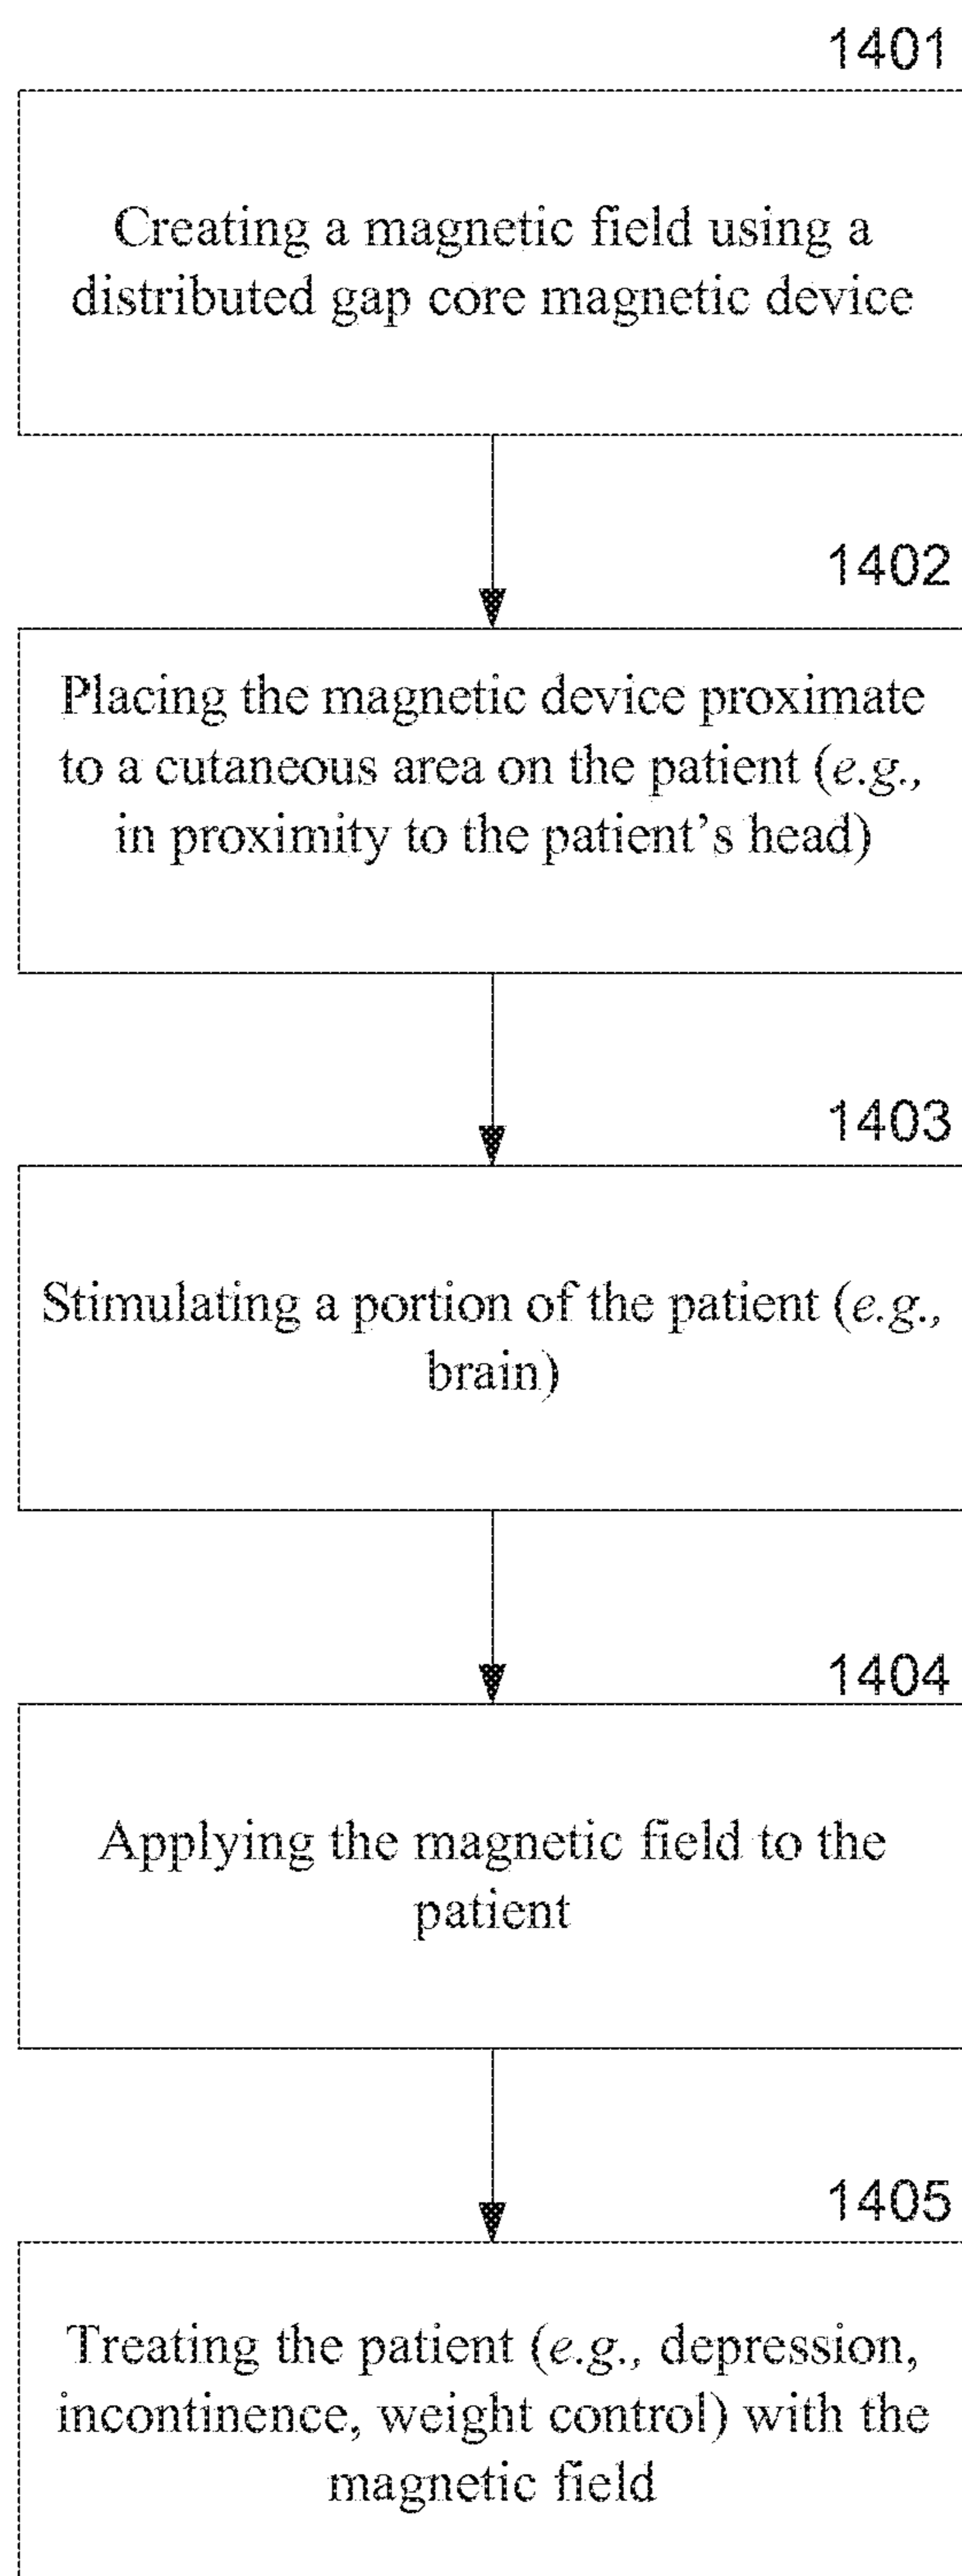 1401
Creating a magnetic field using a
distributed gap core magnetic device
1402
Placing the magnetic device proximate
to a cutaneous area on the patient (e.g.,
in proximity to the patient's head)
1403
Stimulating a portion of the patient (e.g.,
brain)
1404
Applying the magnetic field to the
patient
1405
Treating the patient (e.g., depression,
incontinence, weight control) with the
magnetic field